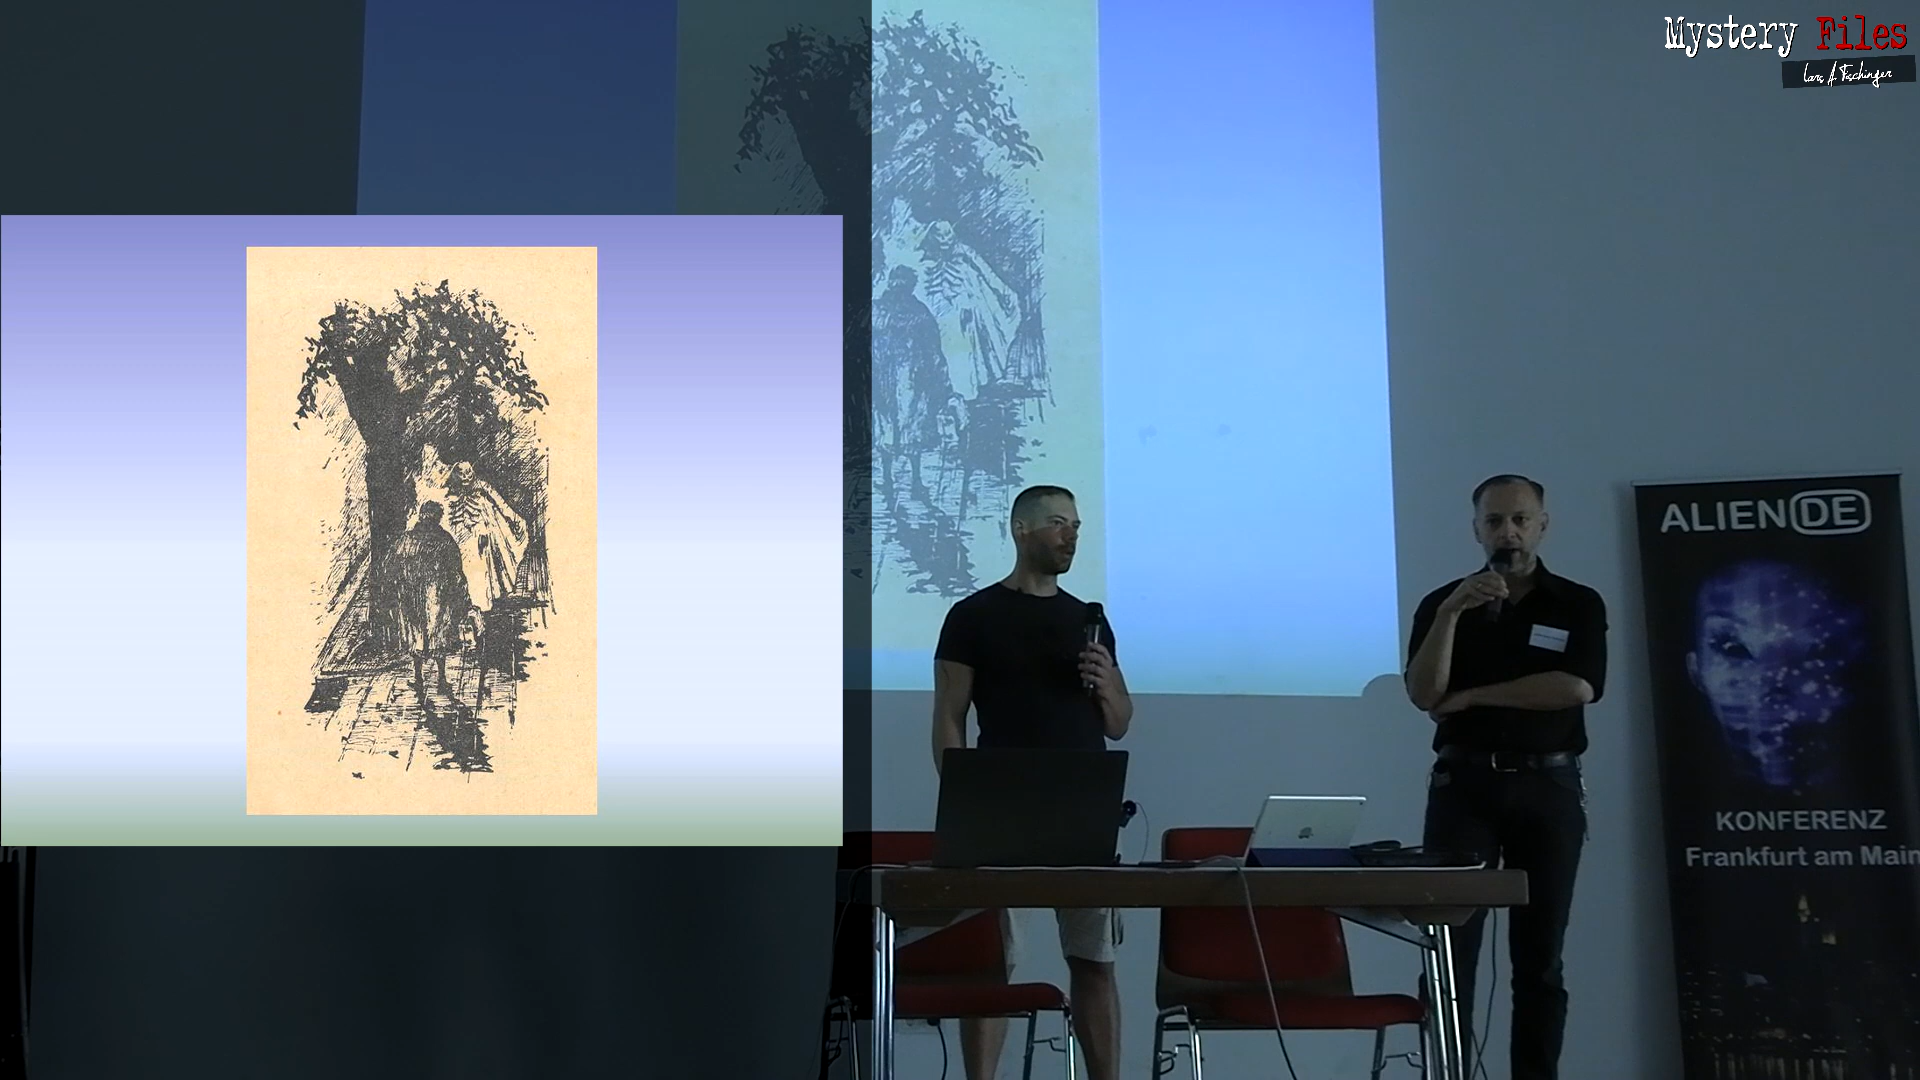 Mystery Files
Lars A. Fischinger
ALIEN DE
KONFERENZ
Frankfurt am Main